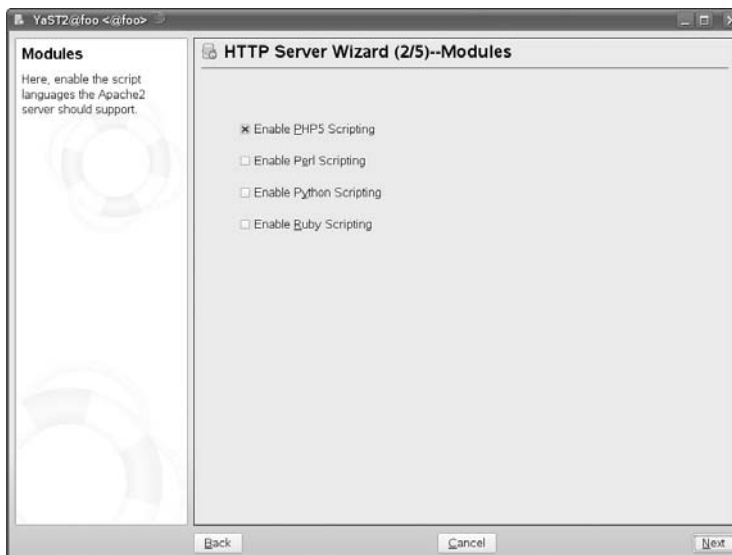 YaST2@foo <@foo>
Modules
Here, enable the script
languages the Apache2
server should support.
HTTP Server Wizard (2/5)--Modules
Enable PHP5 Scripting
Enable Perl Scripting
Enable Python Scripting
Enable Ruby Scripting
Back
Cancel
Next